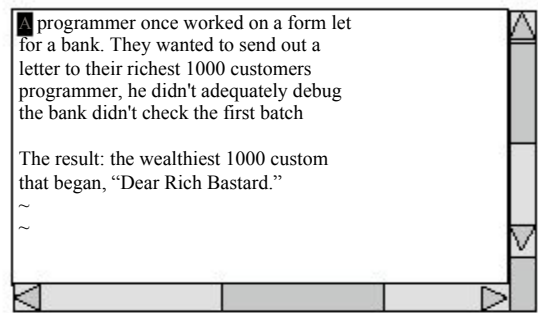 A programmer once worked on a form let
for a bank. They wanted to send out a
letter to their richest 1000 customers
programmer, he didn't adequately debug
the bank didn't check the first batch

The result: the wealthiest 1000 custom
that began, “Dear Rich Bastard.”
~
~